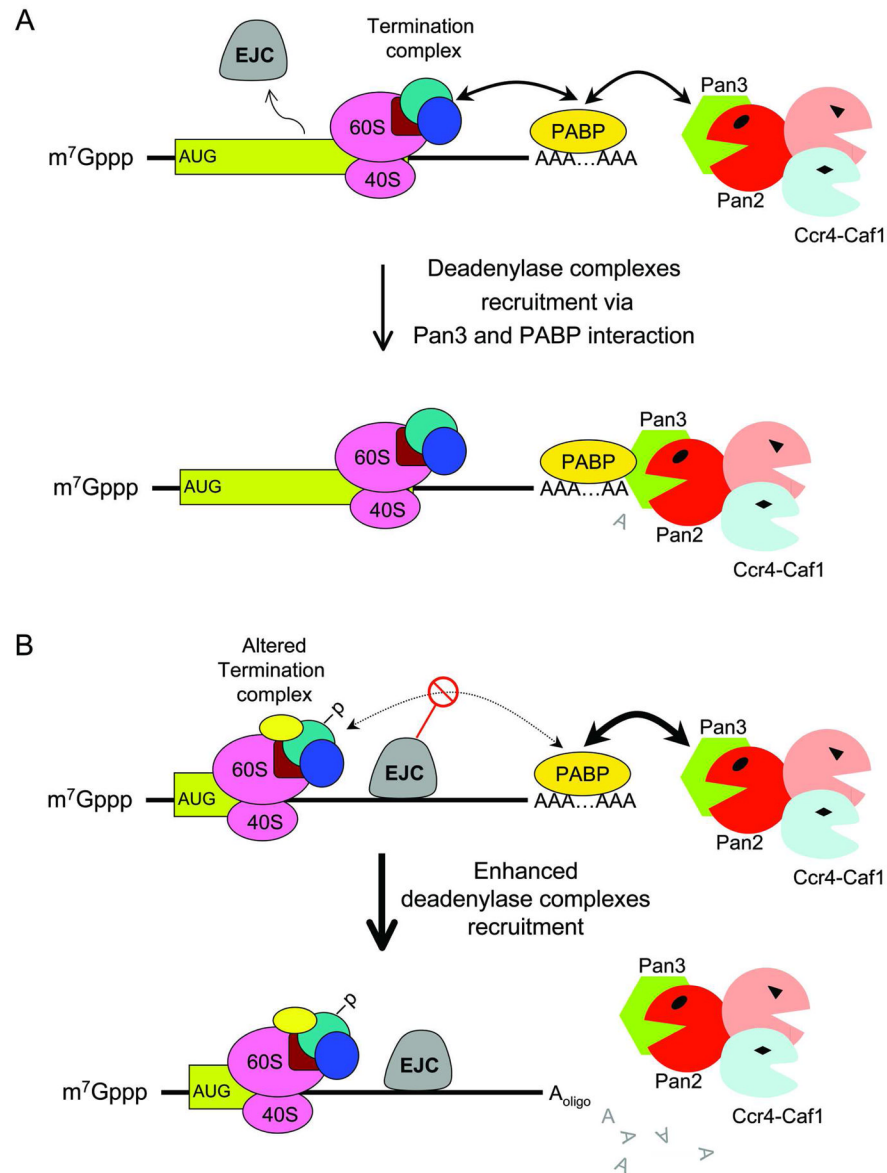 A
EJC
Termination
complex
60S
40S
AUG
m⁷Gppp
PABP
AAA...AAA
Pan3
Pan2
Ccr4-Caf1
Deadenylase complexes
recruitment via
Pan3 and PABP interaction
m⁷Gppp
AUG
60S
40S
PABP
AAA...AA
A
Pan3
Pan2
Ccr4-Caf1
B
Altered
Termination
complex
p
m⁷Gppp
AUG
60S
40S
EJC
PABP
AAA...AAA
Pan3
Pan2
Ccr4-Caf1
Enhanced
deadenylase complexes
recruitment
p
m⁷Gppp
AUG
60S
40S
EJC
Aoligo
A
A
A
A
A
Pan3
Pan2
Ccr4-Caf1